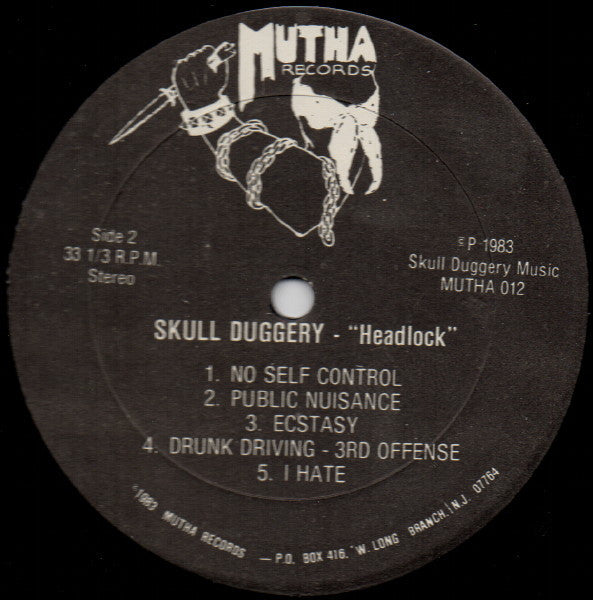 MUTHA
RECORDS
Side 2
33 1/3 R.P.M.
Stereo
℗ P 1983
Skull Duggery Music
MUTHA 012
SKULL DUGGERY - "Headlock"
1. NO SELF CONTROL
2. PUBLIC NUISANCE
3. ECSTASY
4. DRUNK DRIVING - 3RD OFFENSE
5. I HATE
©1983 MUTHA RECORDS — P.O. BOX 416, W. LONG BRANCH, N.J. 07764